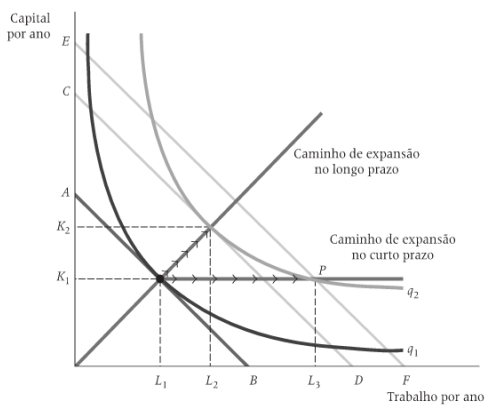 Capital
por ano
E
C
Caminho de expansão
no longo prazo
A
K2
Caminho de expansão
no curto prazo
P
K1
q2
q1
L1 L2 B L3 D F
Trabalho por ano